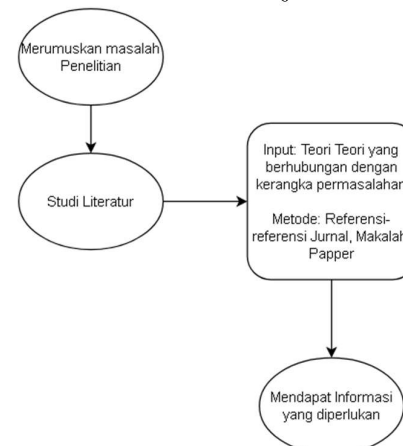 Merumuskan masalah
Penelitian
Studi Literatur
Input: Teori Teori yang
berhubungan dengan
kerangka permasalahan
Metode: Referensi-
referensi Jurnal, Makalah
Papper
Mendapat Informasi
yang diperlukan